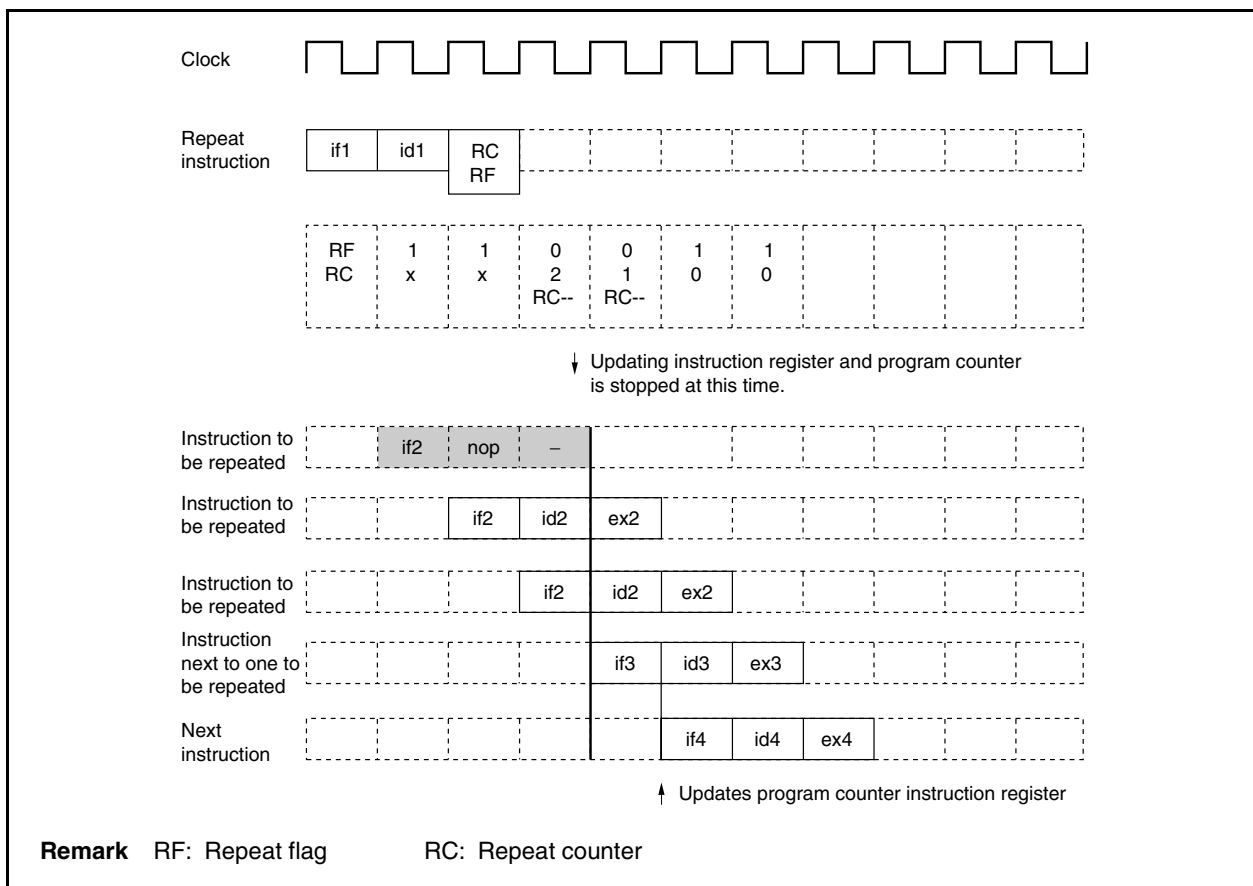 Clock
Repeat
instruction
if1 id1 RC
RF
RF 1 1 0 0 1 1
RC x x 2 1 0 0
RC-- RC--
Updating instruction register and program counter
is stopped at this time.
Instruction to
be repeated
if2 nop –
Instruction to
be repeated
if2 id2 ex2
Instruction to
be repeated
if2 id2 ex2
Instruction
next to one to
be repeated
if3 id3 ex3
Next
instruction
if4 id4 ex4
Updates program counter instruction register
Remark RF: Repeat flag RC: Repeat counter